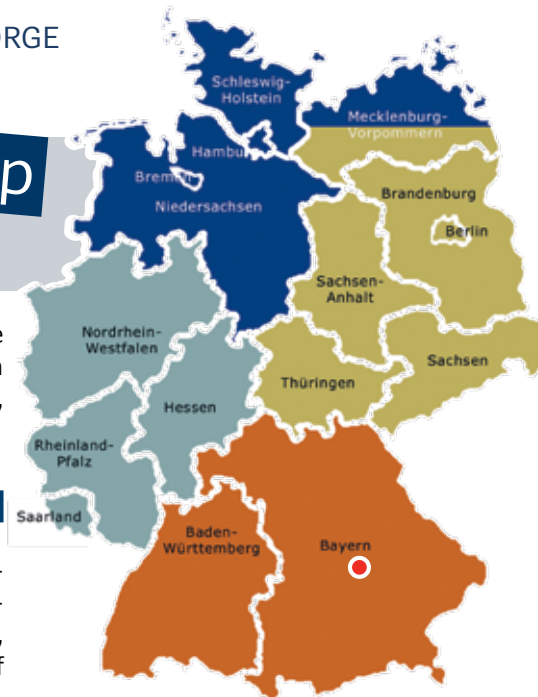 ORGE
Schleswig-
Holstein
Mecklenburg-
Vorpommern
p
Hambu
Bremen
Niedersachsen
Brandenburg
Berlin
Sachsen-
Anhalt
Nordrhein-
Westfalen
Sachsen
Thüringen
Hessen
Rheinland-
Pfalz
Saarland
Baden-
Württemberg
Bayern